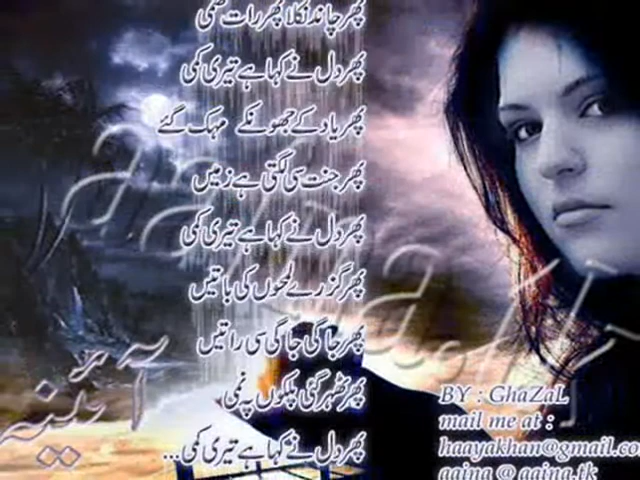 پھر چاند نکلا پھر رات تھمی
پھر دل نے کہا ہے تیری کمی
پھر یاد کے جھونکے مہک گئے
پھر جنت سی لگتی ہے زمیں
پھر دل نے کہا ہے تیری کمی
پھر گزرے لمحوں کی باتیں
پھر جاگی جاگی سی راتیں
پھر ٹھہر گئی پلکوں پہ نمی
پھر دل نے کہا ہے تیری کمی...
آئینہ
BY : GhaZaL
mail me at :
haayakhan@gmail.co
aaina @ aaina.tk